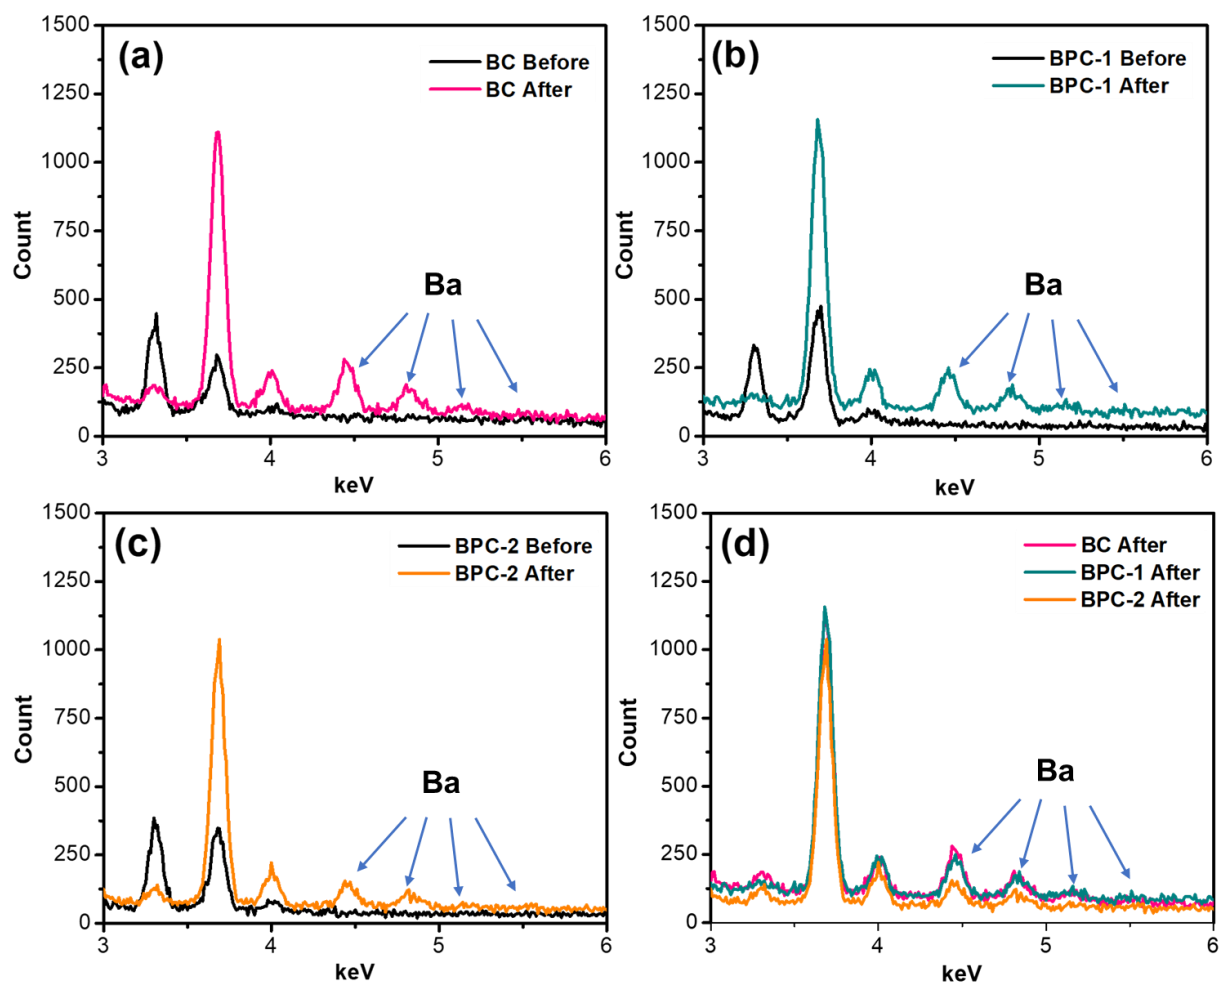 (a)
BC Before
BC After
Ba
1500
1250
1000
750
500
250
0
3
4
5
6
Count
keV
(b)
BPC-1 Before
BPC-1 After
Ba
1500
1250
1000
750
500
250
0
3
4
5
6
Count
keV
(c)
BPC-2 Before
BPC-2 After
Ba
1500
1250
1000
750
500
250
0
3
4
5
6
Count
keV
(d)
BC After
BPC-1 After
BPC-2 After
Ba
1500
1250
1000
750
500
250
0
3
4
5
6
Count
keV